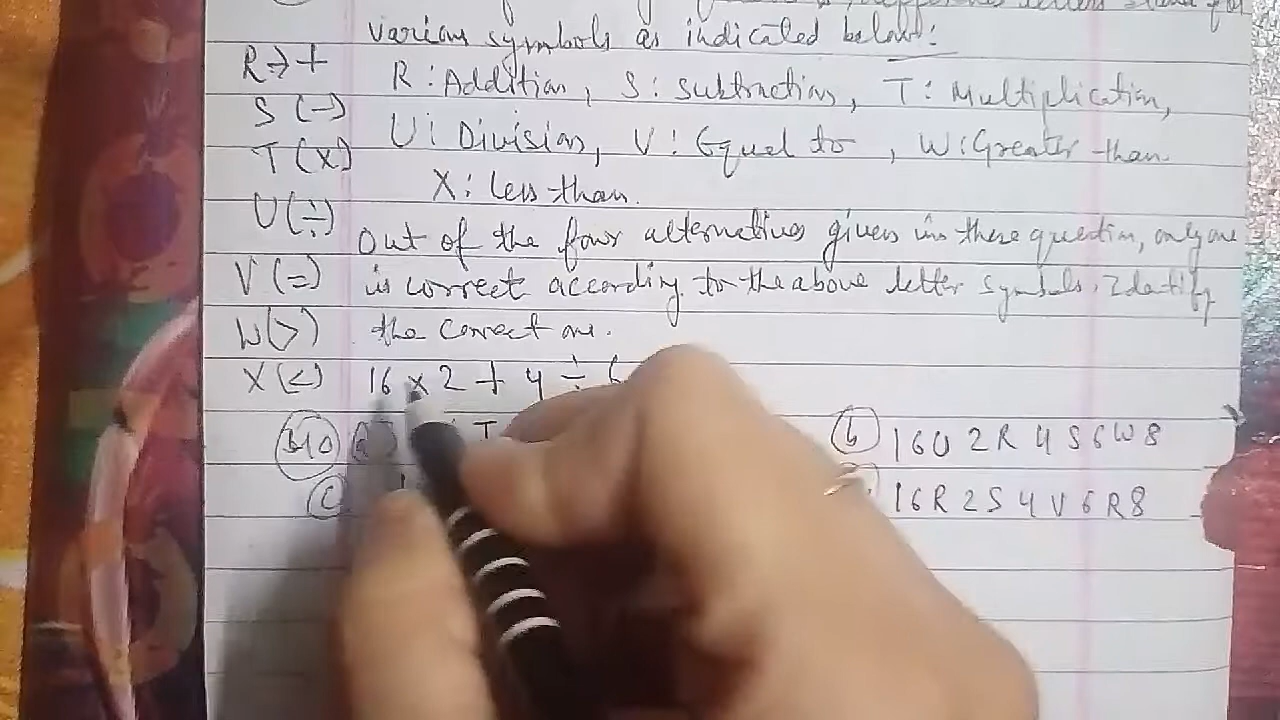 various symbols as indicated below:
R → + R : Addition, S : Subtraction, T : Multiplication,
S (-)
T (x) U : Division, V : Equal to , W : Greater than.
X : less than.
U (÷) Out of the four alternatives given in these question, only one
V (=) is correct according to the above letter symbols. Identify
W (>) the correct one.
X (<) 16 x 2 + 4 ÷ 6
(b) 16 U 2 R 4 S 6 W 8
(c) 16 R 2 S 4 V 6 R 8